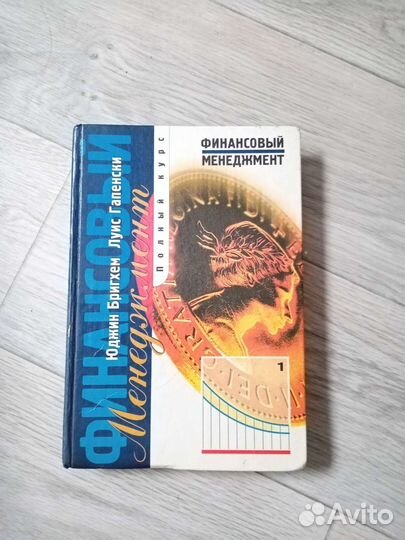 ФИНАНСОВЫЙ
МЕНЕДЖМЕНТ
ФИНАНСОВЫЙ
Менеджмент
Юджин Бригхем Луис Гапенски
Полный курс
1
Avito